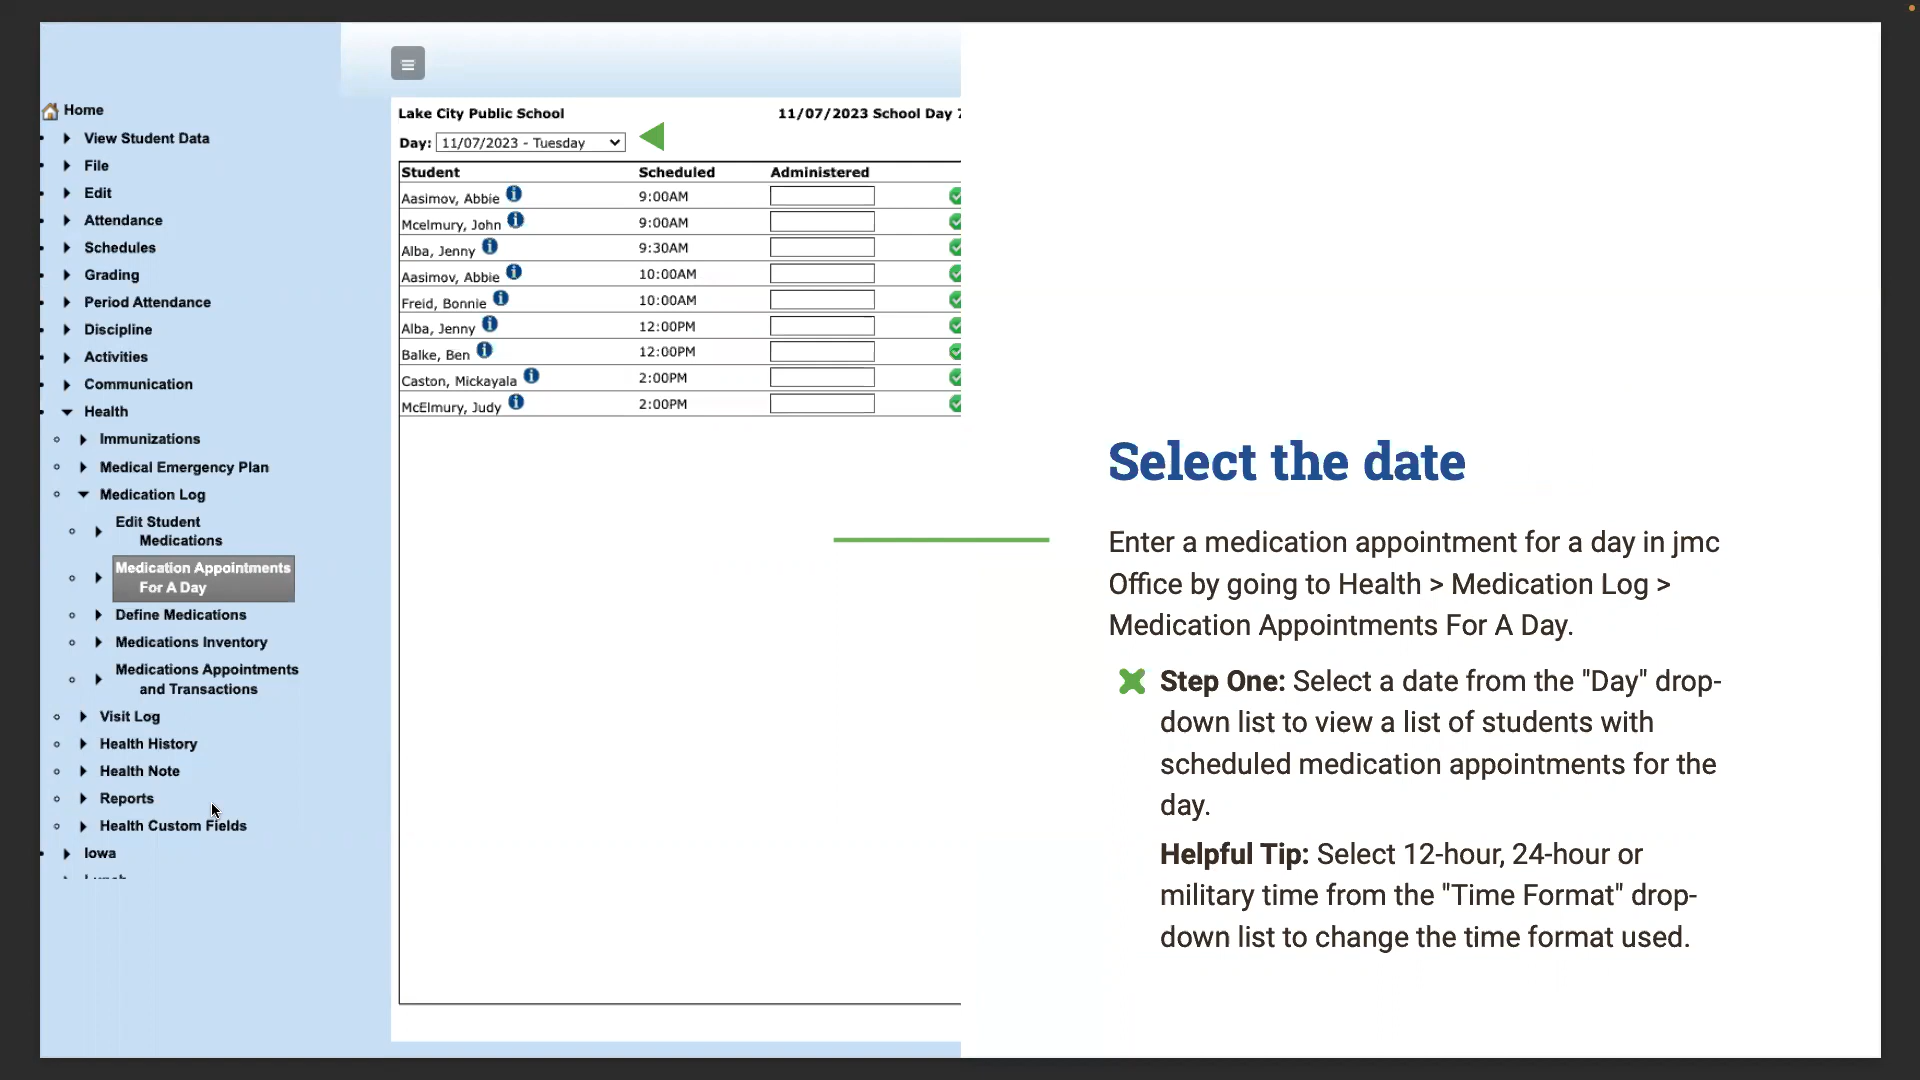 Home
View Student Data
File
Edit
Attendance
Schedules
Grading
Period Attendance
Discipline
Activities
Communication
Health
Immunizations
Medical Emergency Plan
Medication Log
Edit Student
Medications
Medication Appointments
For A Day
Define Medications
Medications Inventory
Medications Appointments
and Transactions
Visit Log
Health History
Health Note
Reports
Health Custom Fields
Iowa
Lake City Public School 11/07/2023 School Day
Day: 11/07/2023 - Tuesday
Student Scheduled Administered
Aasimov, Abbie 9:00AM
Mcelmury, John 9:00AM
Alba, Jenny 9:30AM
Aasimov, Abbie 10:00AM
Freid, Bonnie 10:00AM
Alba, Jenny 12:00PM
Balke, Ben 12:00PM
Caston, Mickayala 2:00PM
McElmury, Judy 2:00PM
Select the date
Enter a medication appointment for a day in jmc
Office by going to Health > Medication Log >
Medication Appointments For A Day.
Step One: Select a date from the "Day" drop-
down list to view a list of students with
scheduled medication appointments for the
day.
Helpful Tip: Select 12-hour, 24-hour or
military time from the "Time Format" drop-
down list to change the time format used.